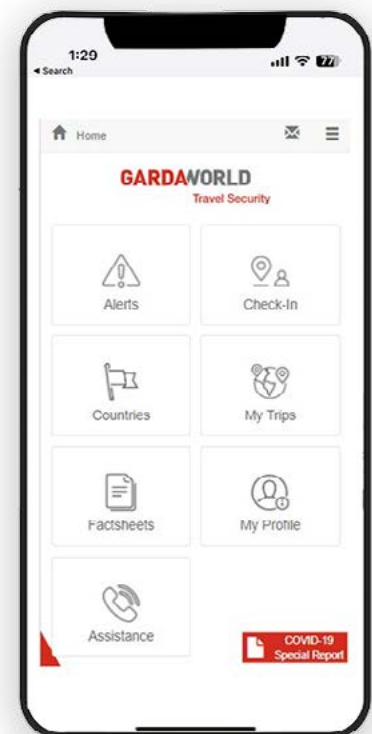 1:29
77
◀ Search
Home
GARDAWORLD
Travel Security
Alerts
Check-In
Countries
My Trips
Factsheets
My Profile
Assistance
COVID-19
Special Report